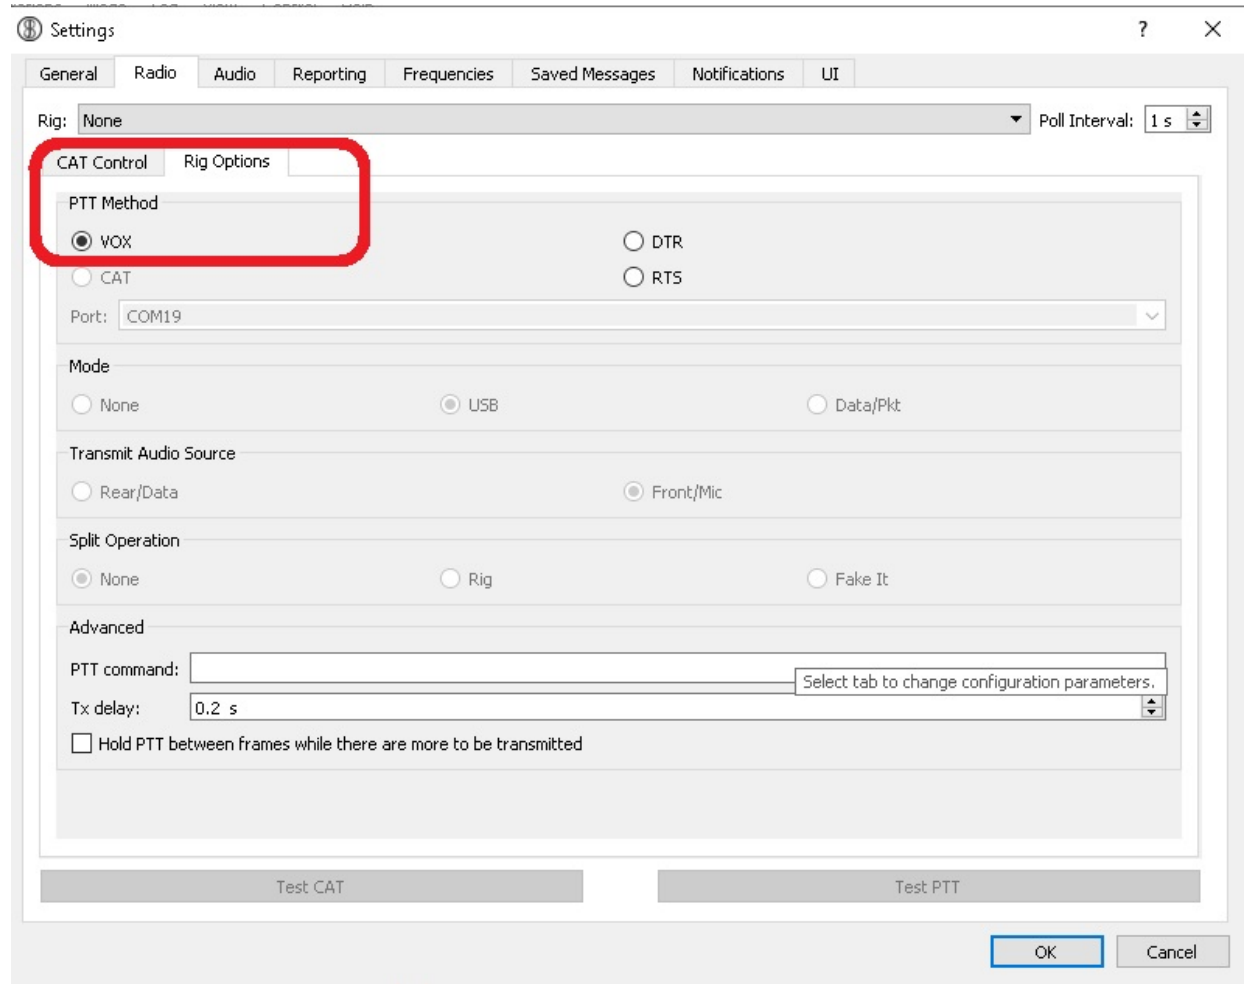 Settings
General Radio Audio Reporting Frequencies Saved Messages Notifications UI
Rig: None Poll Interval: 1 s
CAT Control Rig Options
PTT Method
VOX DTR
CAT RTS
Port: COM19
Mode
None USB Data/Pkt
Transmit Audio Source
Rear/Data Front/Mic
Split Operation
None Rig Fake It
Advanced
PTT command:
Select tab to change configuration parameters.
Tx delay: 0.2 s
Hold PTT between frames while there are more to be transmitted
Test CAT Test PTT
OK Cancel